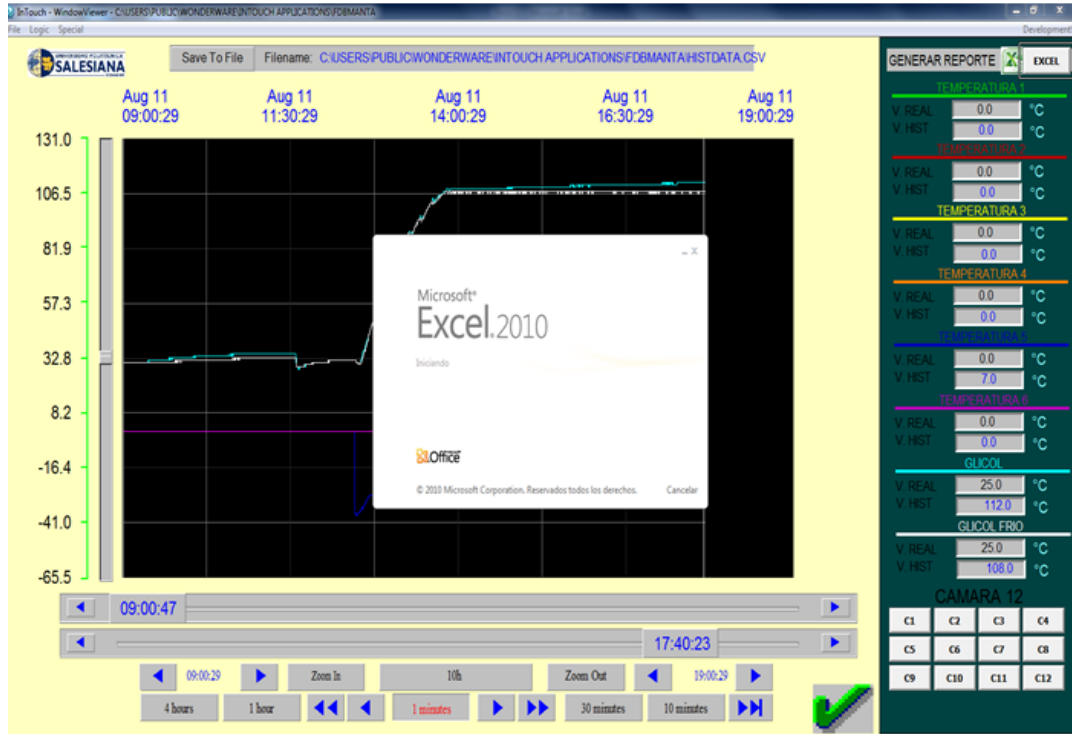 InTouch - WindowViewer - C:\USERS\PUBLIC\WONDERWARE\INTOUCH APPLICATIONS\FDBMANTA
File Logic Special
Development
SALESIANA
Save To File Filename: C:\USERS\PUBLIC\WONDERWARE\INTOUCH APPLICATIONS\FDBMANTA\HISTDATA.CSV
GENERAR REPORTE EXCEL
Aug 11 Aug 11 Aug 11 Aug 11 Aug 11
09:00:29 11:30:29 14:00:29 16:30:29 19:00:29
131.0
106.5
81.9
57.3
32.8
8.2
-16.4
-41.0
-65.5
Microsoft®
Excel.2010
Iniciando
Office
© 2010 Microsoft Corporation. Reservados todos los derechos. Cancelar
TEMPERATURA 1
V. REAL 0.0 °C
V. HIST 0.0 °C
TEMPERATURA 2
V. REAL 0.0 °C
V. HIST 0.0 °C
TEMPERATURA 3
V. REAL 0.0 °C
V. HIST 0.0 °C
TEMPERATURA 4
V. REAL 0.0 °C
V. HIST 0.0 °C
TEMPERATURA 5
V. REAL 0.0 °C
V. HIST 7.0 °C
TEMPERATURA 6
V. REAL 0.0 °C
V. HIST 0.0 °C
GLICOL
V. REAL 25.0 °C
V. HIST 112.0 °C
GLICOL FRIO
V. REAL 25.0 °C
V. HIST 108.0 °C
CAMARA 12
C1 C2 C3 C4
C5 C6 C7 C8
C9 C10 C11 C12
09:00:47
17:40:23
09:00:29 Zoom In 10h Zoom Out 19:00:29
4 hours 1 hour 1 minutes 30 minutes 10 minutes